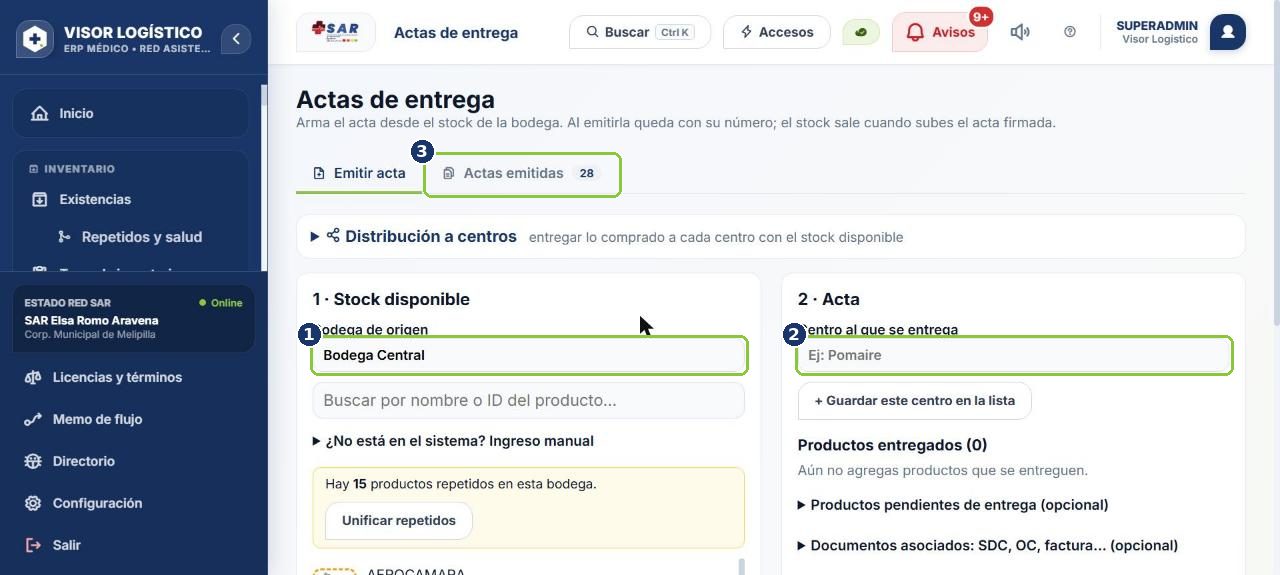 VISOR LOGÍSTICO
ERP MÉDICO • RED ASISTE...
Inicio
INVENTARIO
Existencias
Repetidos y salud
ESTADO RED SAR
Online
SAR Elsa Romo Aravena
Corp. Municipal de Melipilla
Licencias y términos
Memo de flujo
Directorio
Configuración
Salir
SAR
Actas de entrega
Buscar Ctrl K
Accesos
Avisos
9+
SUPERADMIN
Visor Logístico
Actas de entrega
Arma el acta desde el stock de la bodega. Al emitirla queda con su número; el stock sale cuando subes el acta firmada.
3
Emitir acta
Actas emitidas 28
Distribución a centros entregar lo comprado a cada centro con el stock disponible
1 · Stock disponible
1
odega de origen
Bodega Central
Buscar por nombre o ID del producto...
¿No está en el sistema? Ingreso manual
Hay 15 productos repetidos en esta bodega.
Unificar repetidos
AEROCAMARA
2 · Acta
2
entro al que se entrega
Ej: Pomaire
+ Guardar este centro en la lista
Productos entregados (0)
Aún no agregas productos que se entreguen.
Productos pendientes de entrega (opcional)
Documentos asociados: SDC, OC, factura... (opcional)